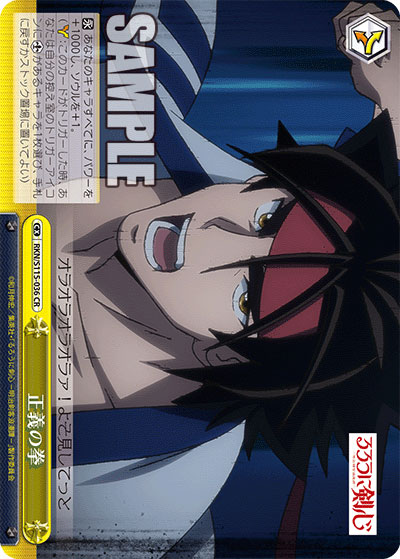 SAMPLE
【永】 あなたのキャラすべてに、パワーを
+1000し、ソウルを+1。
(:このカードがトリガーした時、あ
なたは自分の控え室のトリガーアイコ
ンにがあるキャラを1枚選び、手札
に戻すかストック置場に置いてよい)
オラオラオラオラァ!よそ見してっと
CX RKN/S115-036 CR
正義の拳
©和月伸宏/集英社・「るろうに剣心 -明治剣客浪漫譚-」製作委員会
るろうに剣心